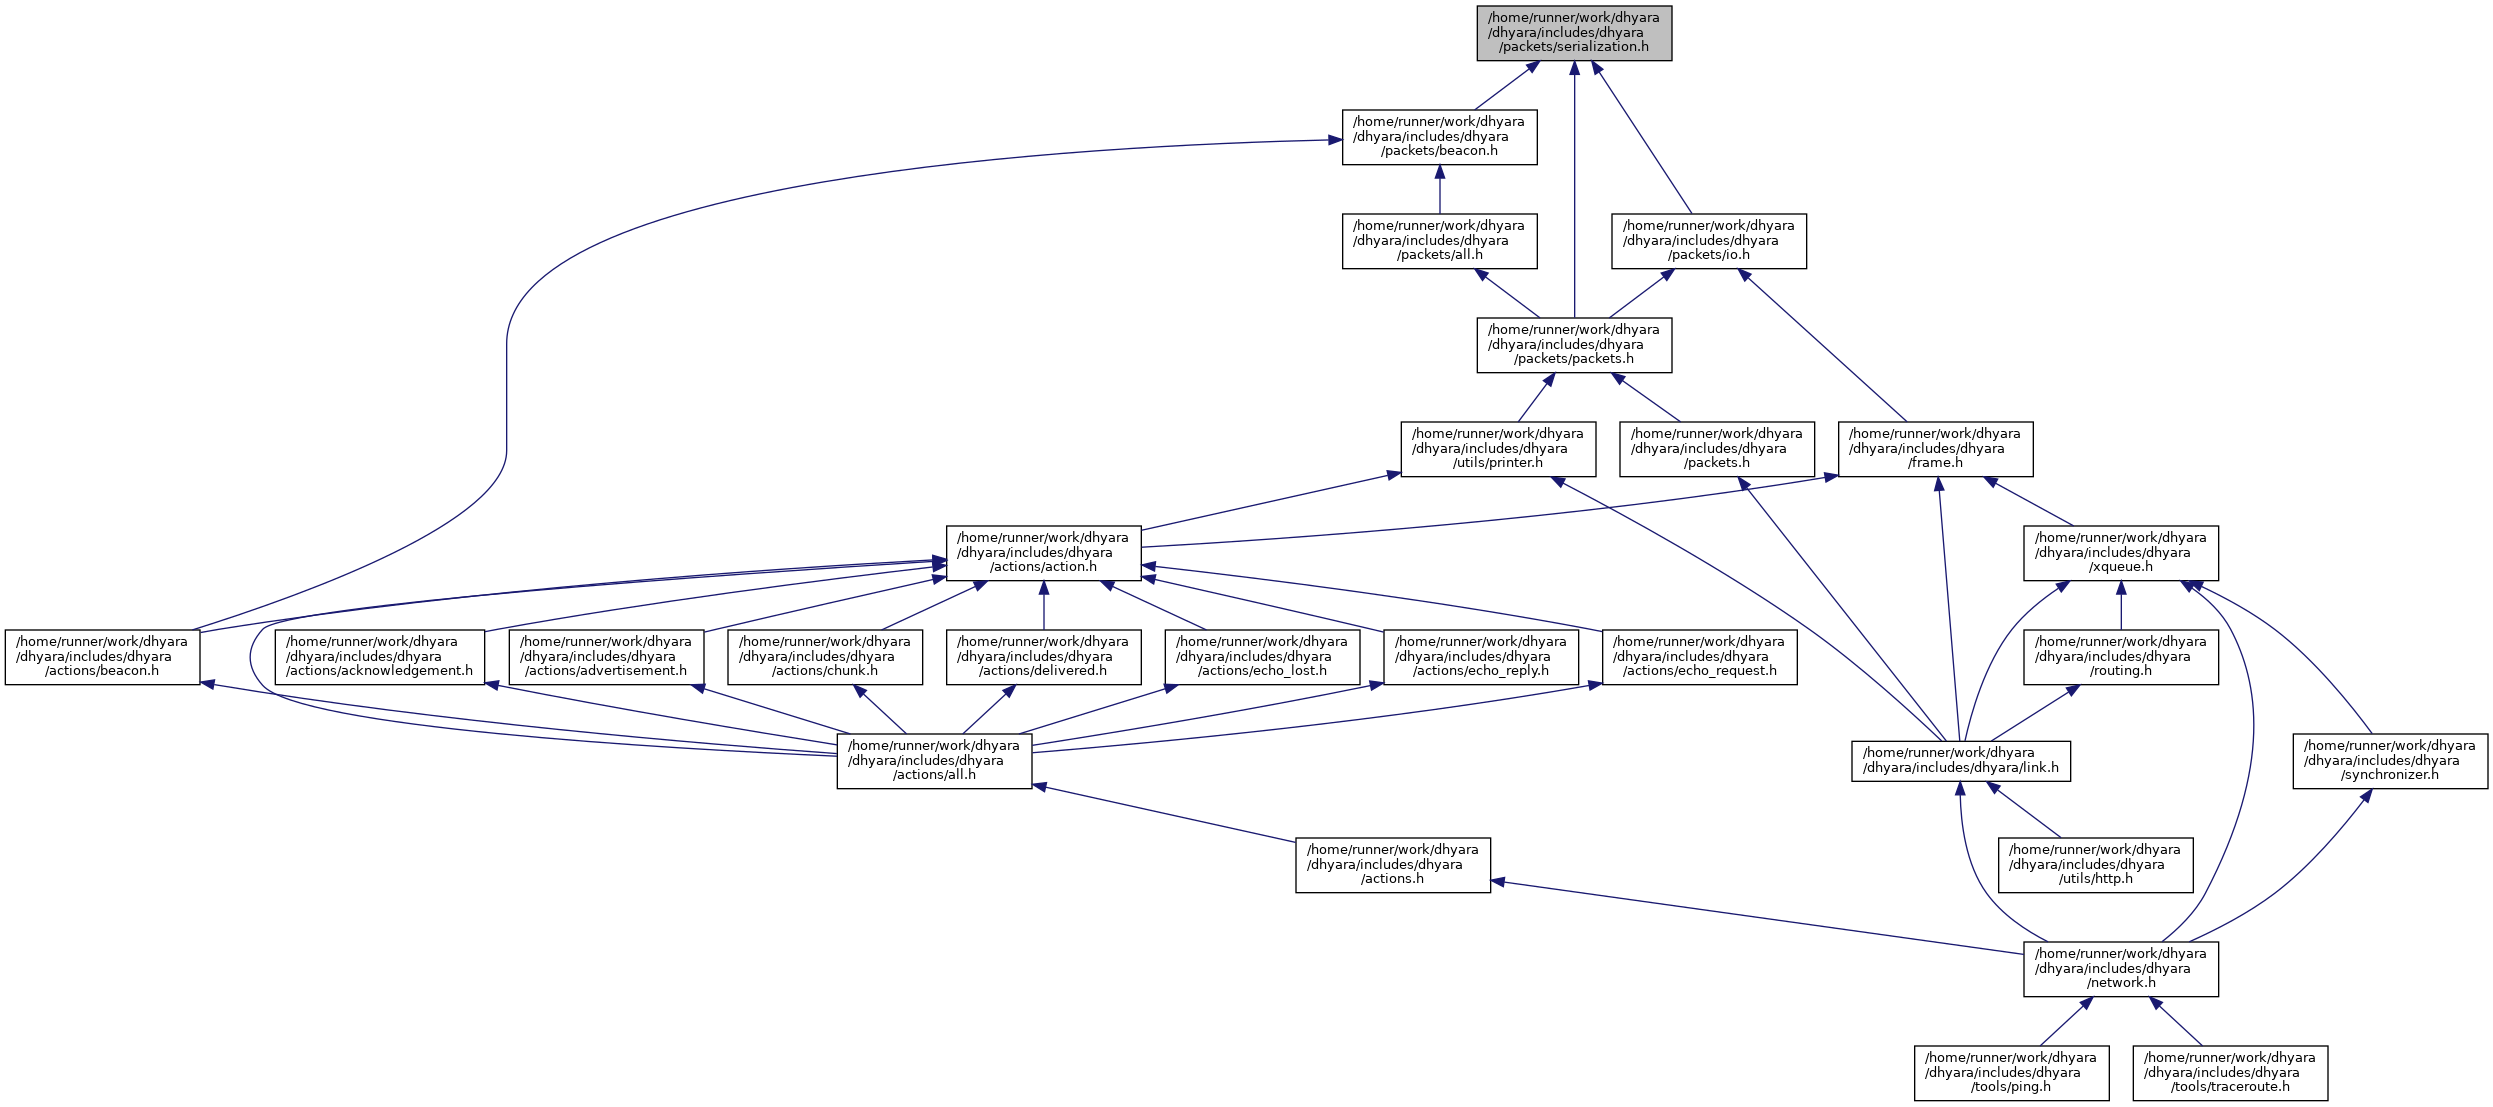 /home/runner/work/dhyara
/dhyara/includes/dhyara
/packets/serialization.h
/home/runner/work/dhyara
/dhyara/includes/dhyara
/packets/beacon.h
/home/runner/work/dhyara
/dhyara/includes/dhyara
/packets/all.h
/home/runner/work/dhyara
/dhyara/includes/dhyara
/packets/io.h
/home/runner/work/dhyara
/dhyara/includes/dhyara
/packets/packets.h
/home/runner/work/dhyara
/dhyara/includes/dhyara
/utils/printer.h
/home/runner/work/dhyara
/dhyara/includes/dhyara
/packets.h
/home/runner/work/dhyara
/dhyara/includes/dhyara
/frame.h
/home/runner/work/dhyara
/dhyara/includes/dhyara
/actions/action.h
/home/runner/work/dhyara
/dhyara/includes/dhyara
/xqueue.h
/home/runner/work/dhyara
/dhyara/includes/dhyara
/actions/beacon.h
/home/runner/work/dhyara
/dhyara/includes/dhyara
/actions/acknowledgement.h
/home/runner/work/dhyara
/dhyara/includes/dhyara
/actions/advertisement.h
/home/runner/work/dhyara
/dhyara/includes/dhyara
/actions/chunk.h
/home/runner/work/dhyara
/dhyara/includes/dhyara
/actions/delivered.h
/home/runner/work/dhyara
/dhyara/includes/dhyara
/actions/echo_lost.h
/home/runner/work/dhyara
/dhyara/includes/dhyara
/actions/echo_reply.h
/home/runner/work/dhyara
/dhyara/includes/dhyara
/actions/echo_request.h
/home/runner/work/dhyara
/dhyara/includes/dhyara
/routing.h
/home/runner/work/dhyara
/dhyara/includes/dhyara
/actions/all.h
/home/runner/work/dhyara
/dhyara/includes/dhyara/link.h
/home/runner/work/dhyara
/dhyara/includes/dhyara
/synchronizer.h
/home/runner/work/dhyara
/dhyara/includes/dhyara
/actions.h
/home/runner/work/dhyara
/dhyara/includes/dhyara
/utils/http.h
/home/runner/work/dhyara
/dhyara/includes/dhyara
/network.h
/home/runner/work/dhyara
/dhyara/includes/dhyara
/tools/ping.h
/home/runner/work/dhyara
/dhyara/includes/dhyara
/tools/traceroute.h